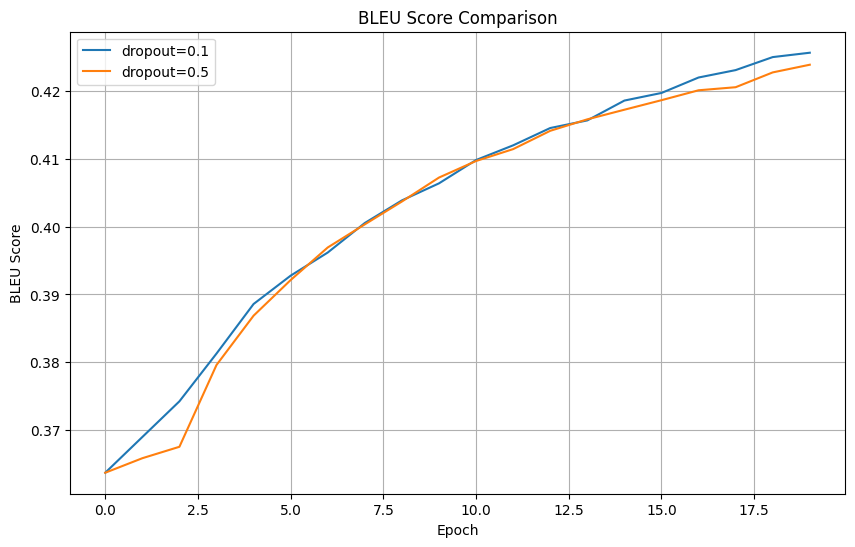 BLEU Score Comparison
dropout=0.1
dropout=0.5
BLEU Score
0.42
0.41
0.40
0.39
0.38
0.37
0.0 2.5 5.0 7.5 10.0 12.5 15.0 17.5
Epoch